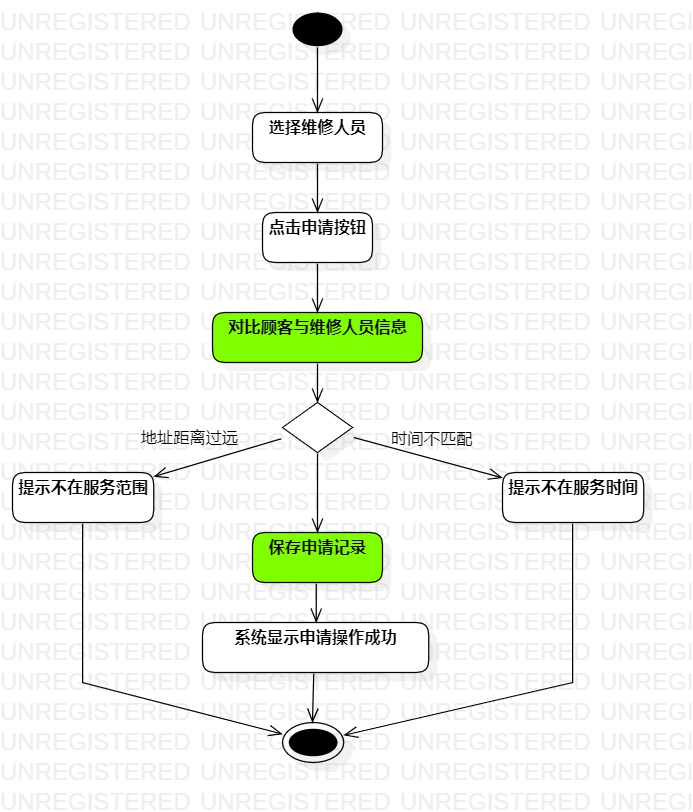 选择维修人员
点击申请按钮
对比顾客与维修人员信息
地址距离过远
时间不匹配
提示不在服务范围
提示不在服务时间
保存申请记录
系统显示申请操作成功
UNREGISTERED